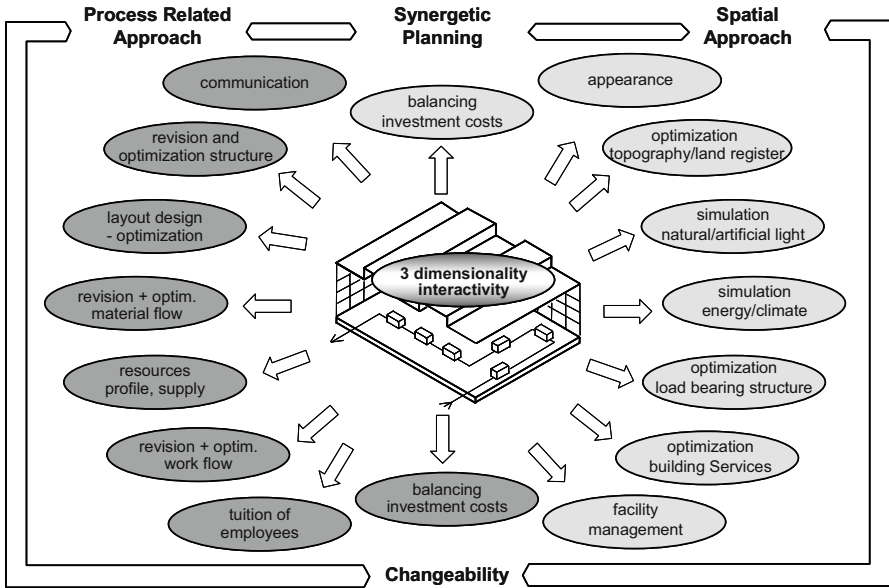 Process Related
Approach
Synergetic
Planning
Spatial
Approach
communication
balancing
investment costs
appearance
revision and
optimization structure
optimization
topography/land register
layout design
- optimization
simulation
natural/artificial light
3 dimensionality
interactivity
revision + optim.
material flow
simulation
energy/climate
resources
profile, supply
optimization
load bearing structure
revision + optim.
work flow
optimization
building Services
balancing
investment costs
tuition of
employees
facility
management
Changeability